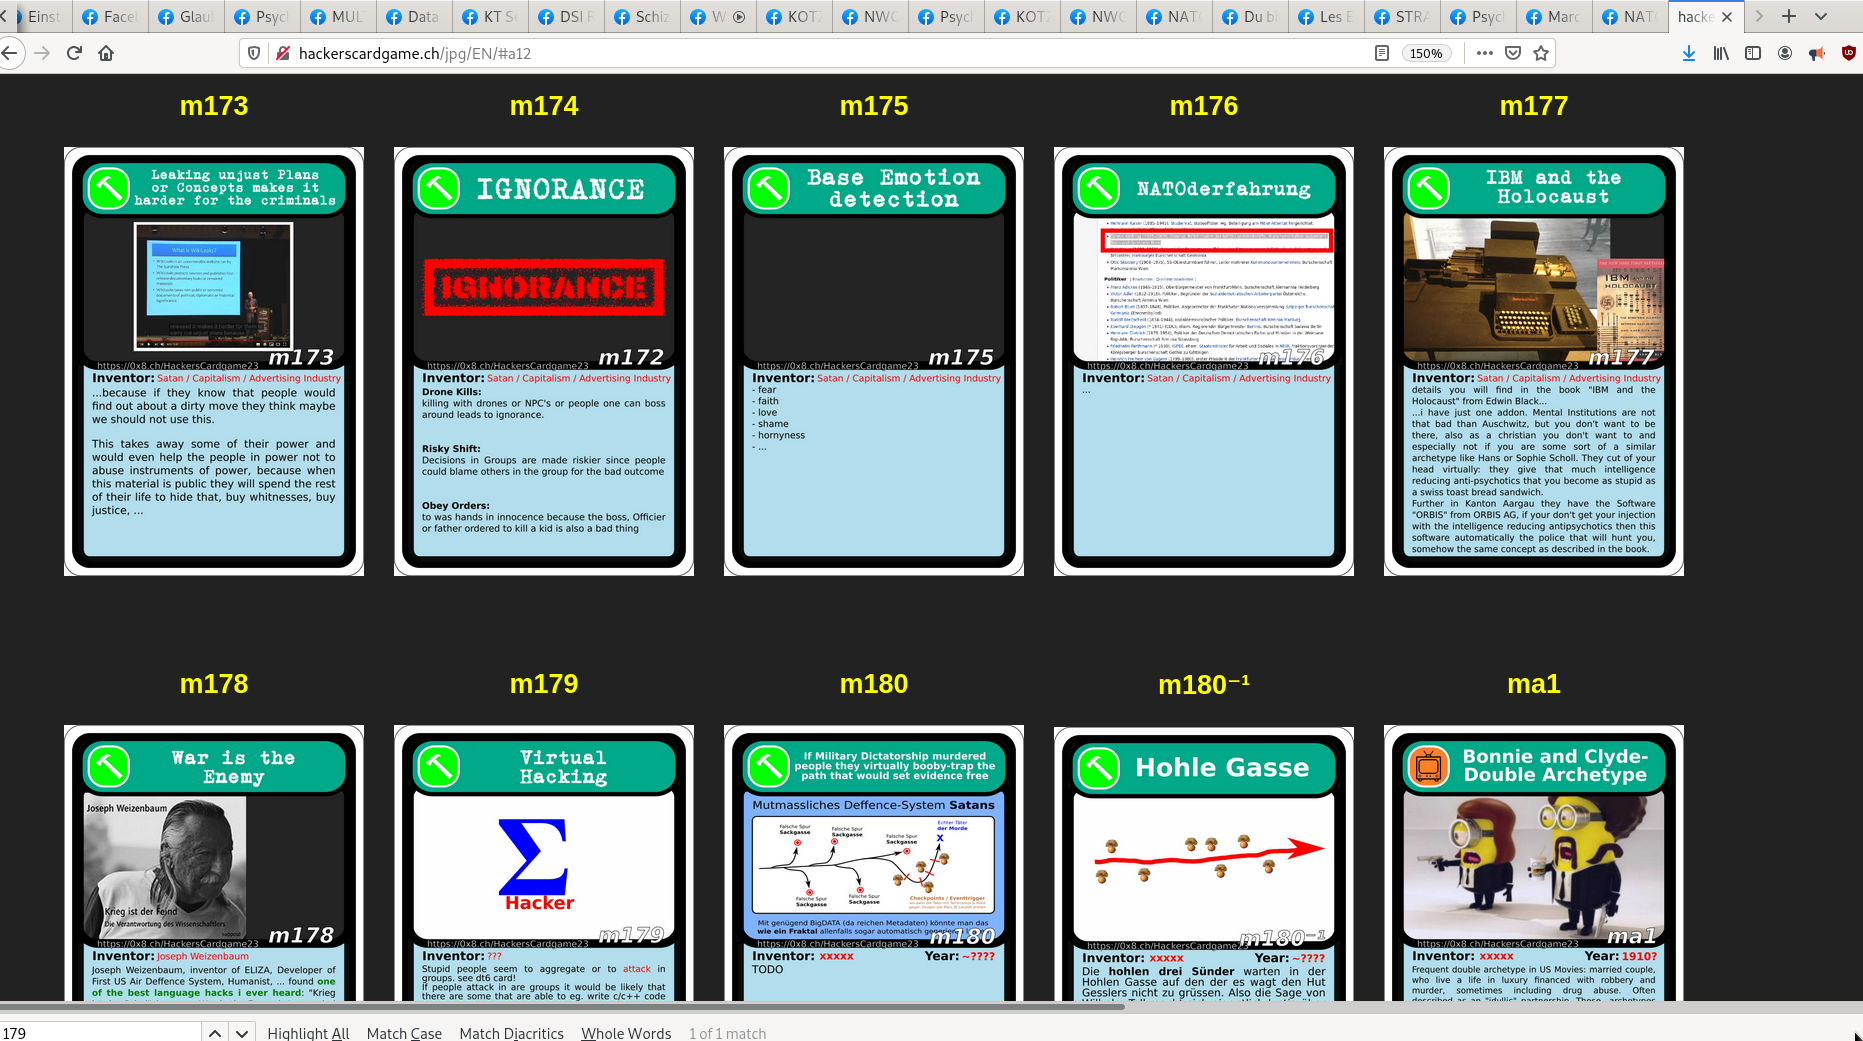 Einst
Face
Glau
Psyc
MUL
Data
KT S
DSI F
Schiz
W
KOT
NWC
Psyc
KOT
NWC
NAT
Du b
Les E
STRA
Psyc
Marc
NAT
hacke
hackerscardgame.ch/jpg/EN/#a12
150%
m173
m174
m175
m176
m177
Leaking unjust Plans
or Concepts makes it
harder for the criminals
What is WikiLeaks?
m173
https://0x8.ch/HackersCardgame23
Inventor: Satan / Capitalism / Advertising Industry
...because if they know that people would
find out about a dirty move they think maybe
we should not use this.
This takes away some of their power and
would even help the people in power not to
abuse instruments of power, because when
this material is public they will spend the rest
of their life to hide that, buy whitnesses, buy
justice, ...
IGNORANCE
IGNORANCE
m172
https://0x8.ch/HackersCardgame23
Inventor: Satan / Capitalism / Advertising Industry
Drone Kills:
killing with drones or NPC's or people one can boss
around leads to ignorance.
Risky Shift:
Decisions in Groups are made riskier since people
could blame others in the group for the bad outcome
Obey Orders:
to was hands in innocence because the boss, Officier
or father ordered to kill a kid is also a bad thing
Base Emotion
detection
m175
https://0x8.ch/HackersCardgame23
Inventor: Satan / Capitalism / Advertising Industry
- fear
- faith
- love
- shame
- hornyness
- ...
NATOderfahrung
Politiker
m176
https://0x8.ch/HackersCardgame23
Inventor: Satan / Capitalism / Advertising Industry
...
IBM and the
Holocaust
IBM
HOLOCAUST
m177
https://0x8.ch/HackersCardgame23
Inventor: Satan / Capitalism / Advertising Industry
details you will find in the book "IBM and the
Holocaust" from Edwin Black...
...i have just one addon. Mental Institutions are not
that bad than Auschwitz, but you don't want to be
there, also as a christian you don't want to and
especially not if you are some sort of a similar
archetype like Hans or Sophie Scholl. They cut of your
head virtually: they give that much intelligence
reducing anti-psychotics that you become as stupid as
a swiss toast bread sandwich.
Further in Kanton Aargau they have the Software
"ORBIS" from ORBIS AG, if your don't get your injection
with the intelligence reducing antipsychotics then this
software automatically the police that will hunt you,
somehow the same concept as described in the book.
m178
m179
m180
m180⁻¹
ma1
War is the
Enemy
Joseph Weizenbaum
Krieg ist der Feind
Die Verantwortung des Wissenschaftlers
m178
https://0x8.ch/HackersCardgame23
Inventor: Joseph Weizenbaum
Joseph Weizenbaum, inventor of ELIZA, Developer of
First US Air Deffence System, Humanist, ... found one
of the best language hacks i ever heard: "Krieg
Virtual
Hacking
Σ
Hacker
m179
https://0x8.ch/HackersCardgame23
Inventor: ???
Stupid people seem to aggregate or to attack in
groups. see dt6 card!
If people attack in are groups it would be likely that
there are some that are able to eg. write c/c++ code
If Military Dictatorship murdered
people they virtually booby-trap the
path that would set evidence free
Mutmassliches Deffence-System Satans
Falsche Spur
Sackgasse
Falsche Spur
Sackgasse
Falsche Spur
Sackgasse
Echter Täter
der Morde
X
Falsche Spur
Sackgasse
Falsche Spur
Sackgasse
Checkpoints / Eventtrigger
Mit genügend BigDATA (da reichen Metadaten) könnte man das
wie ein Fraktal allenfalls sogar automatisch
m180
https://0x8.ch/HackersCardgame23
Inventor: xxxxx Year: ~????
TODO
Hohle Gasse
m180⁻¹
https://0x8.ch/HackersCardgame23
Inventor: xxxxx Year: ~????
Die hohlen drei Sünder warten in der
Hohlen Gasse auf den der es wagt den Hut
Gesslers nicht zu grüssen. Also die Sage von
Bonnie and Clyde-
Double Archetype
ma1
https://0x8.ch/HackersCardgame23
Inventor: xxxxx Year: 1910?
Frequent double archetype in US Movies: married couple,
who live a life in luxury financed with robbery and
murder, sometimes including drug abuse. Often
179
Highlight All
Match Case
Match Diacritics
Whole Words
1 of 1 match